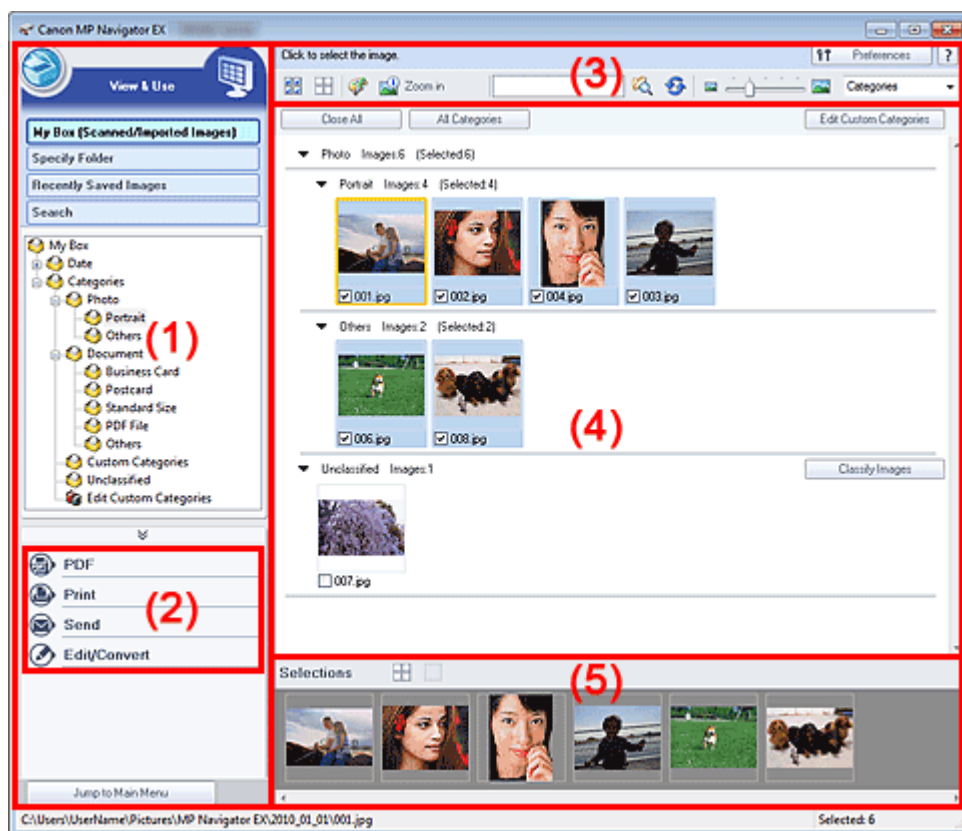 Canon MP Navigator EX
View & Use
My Box (Scanned/Imported Images)
Specify Folder
Recently Saved Images
Search
My Box
Date
Categories
Photo
Portrait
Others
Document
Business Card
Postcard
Standard Size
PDF File
Others
Custom Categories
Unclassified
Edit Custom Categories
(1)
PDF
Print
Send
Edit/Convert
(2)
Jump to Main Menu
Click to select the image.
Preferences ?
Zoom in
Categories
(3)
Close All All Categories Edit Custom Categories
Photo Images:6 (Selected:6)
Portrait Images:4 (Selected:4)
001.jpg 002.jpg 004.jpg 003.jpg
Others Images:2 (Selected:2)
006.jpg 008.jpg
(4)
Unclassified Images:1 Classify Images
007.jpg
Selections
(5)
C:\Users\UserName\Pictures\MP Navigator EX\2010_01_01\001.jpg Selected: 6